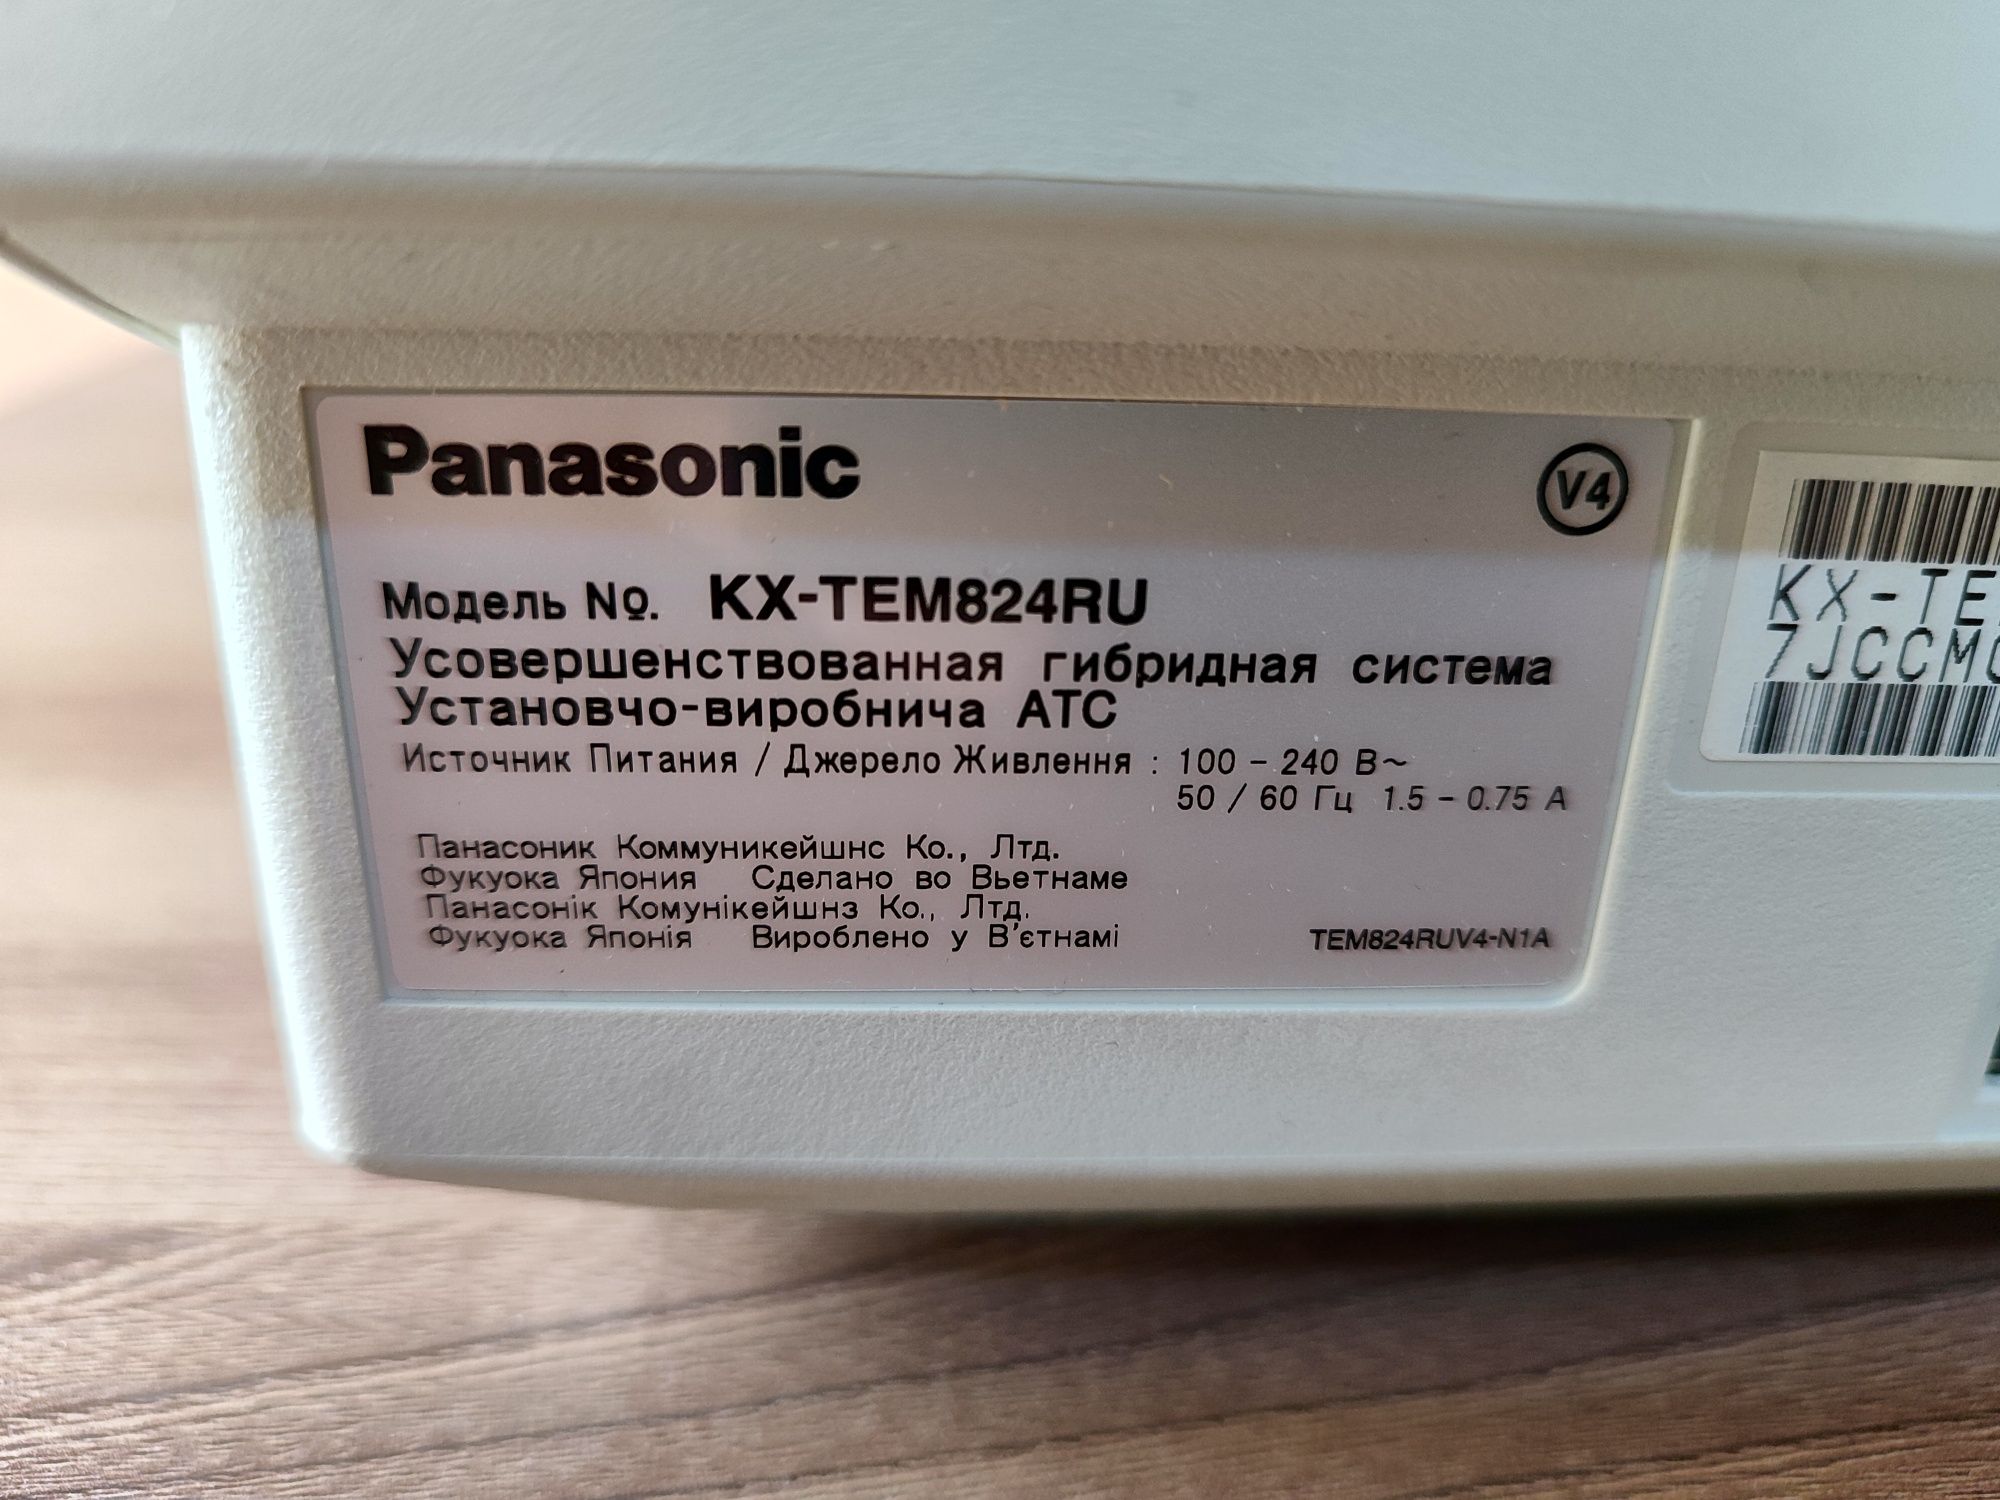 Panasonic
V4
Модель №. KX-TEM824RU
Усовершенствованная гибридная система
Установчо-виробнича АТС
Источник Питания / Джерело Живлення : 100 – 240 В~
50 / 60 Гц 1.5 – 0.75 А
Панасоник Коммуникейшнс Ко., Лтд.
Фукуока Япония Сделано во Вьетнаме
Панасонік Комунікейшнз Ко., Лтд.
Фукуока Японія Вироблено у В'єтнамі
TEM824RUV4-N1A
KX-TE
7JCCM